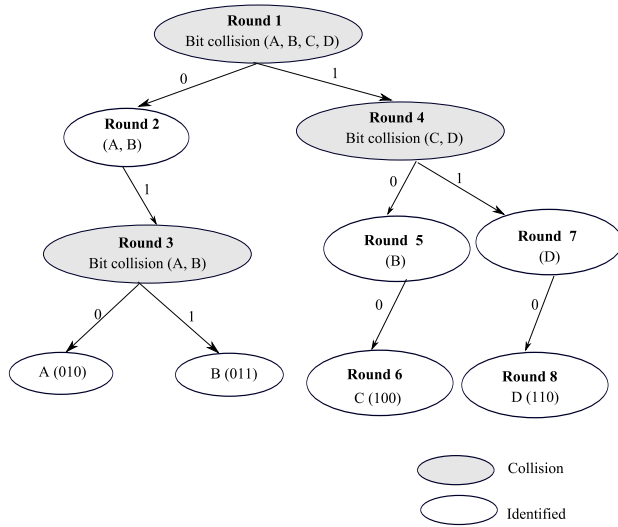 Round 1
Bit collision (A, B, C, D)
0
1
Round 2
(A, B)
Round 4
Bit collision (C, D)
1
0
1
Round 3
Bit collision (A, B)
Round 5
(B)
Round 7
(D)
0
1
0
0
A (010)
B (011)
Round 6
C (100)
Round 8
D (110)
Collision
Identified